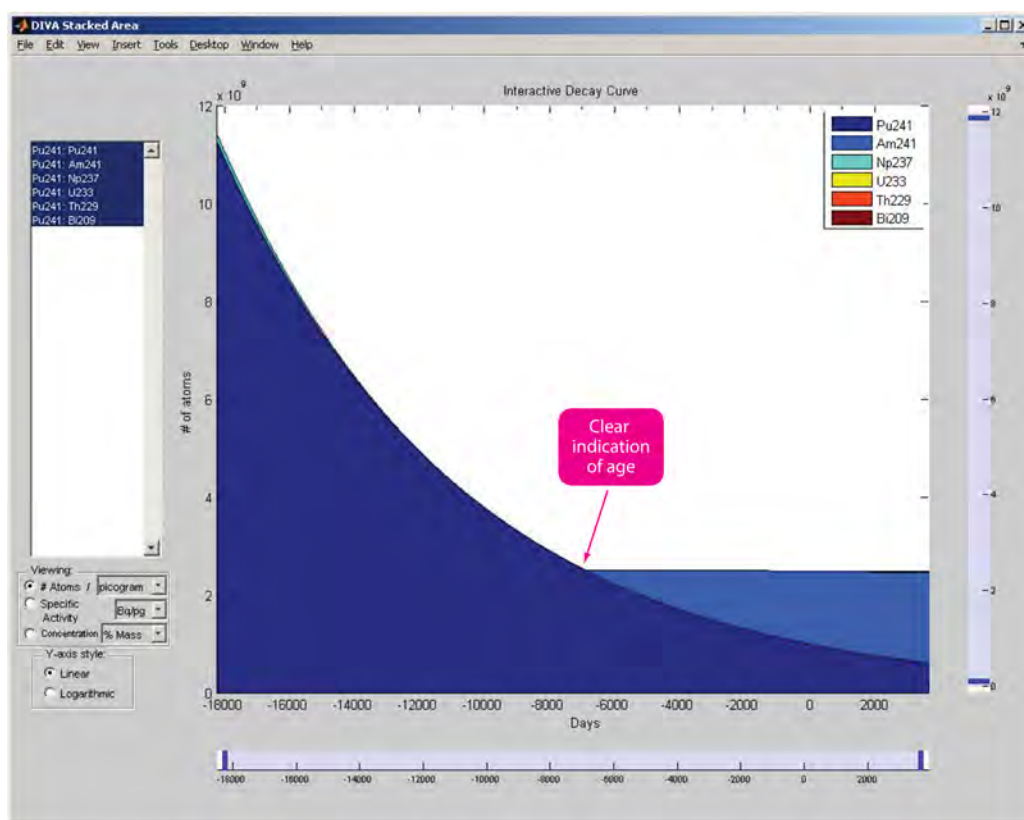 DIVA Stacked Area
File Edit View Insert Tools Desktop Window Help
Interactive Decay Curve
x 10^9
12
10
8
6
4
2
0
# of atoms
-18000 -16000 -14000 -12000 -10000 -8000 -6000 -4000 -2000 0 2000
Days
Pu241
Am241
Np237
U233
Th229
Bi209
Clear
indication
of age
Pu241: Pu241
Pu241: Am241
Pu241: Np237
Pu241: U233
Pu241: Th229
Pu241: Bi209
Viewing:
# Atoms / picogram
Specific
Activity Bq/pg
Concentration % Mass
Y-axis style:
Linear
Logarithmic
x 10^9
12
10
8
6
4
2
0
-18000 -16000 -14000 -12000 -10000 -8000 -6000 -4000 -2000 0 2000